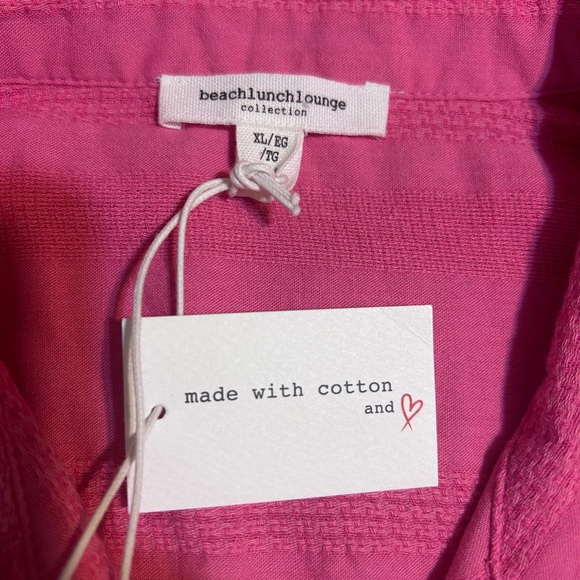 beachlunchlounge
collection
XL/EG
/TG
made with cotton
and